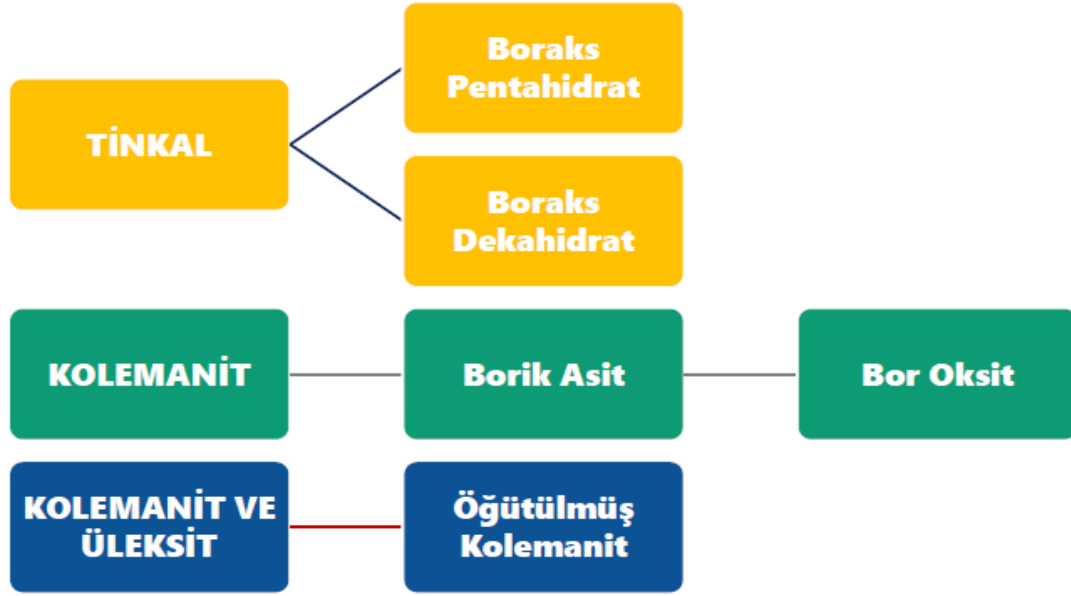 TİNKAL
Boraks
Pentahidrat
Boraks
Dekahidrat
KOLEMANİT
Borik Asit
Bor Oksit
KOLEMANİT VE
ÜLEKSİT
Öğütülmüş
Kolemanit